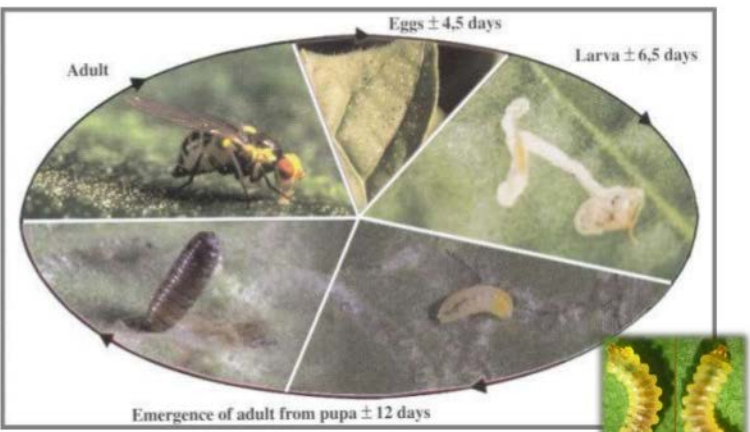 Eggs ± 4,5 days
Larva ± 6,5 days
Adult
Emergence of adult from pupa ± 12 days